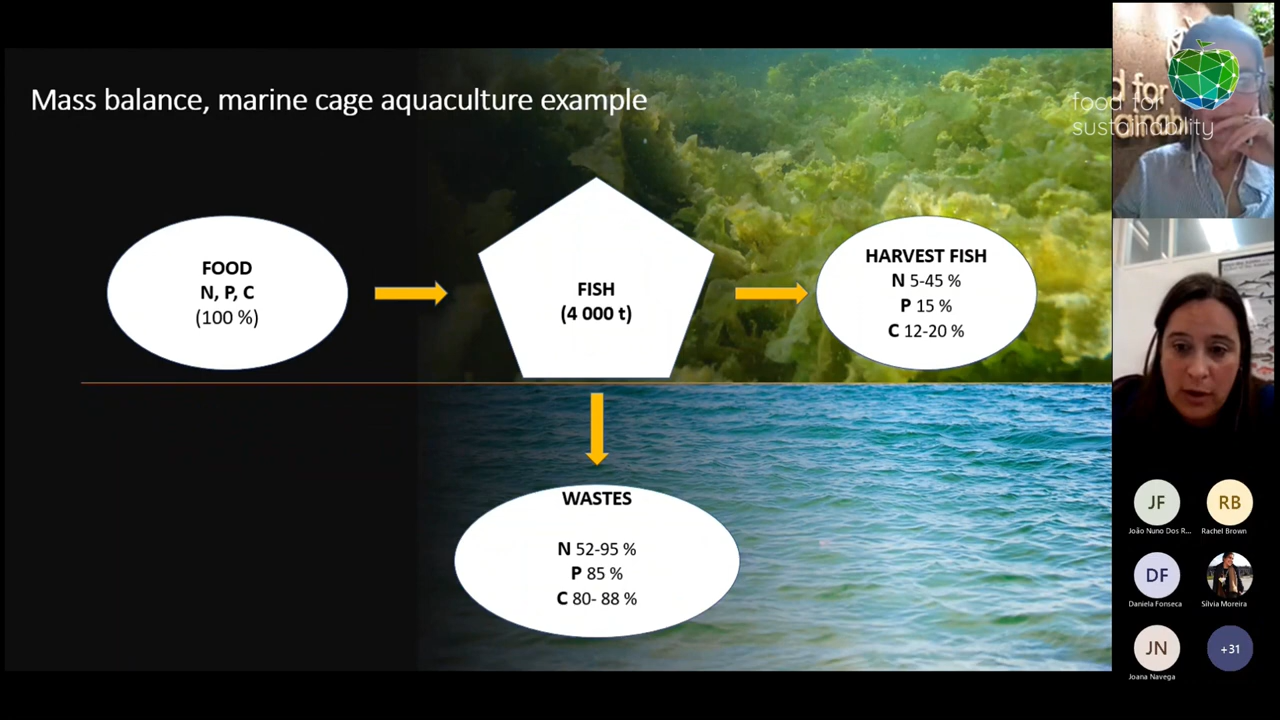 Mass balance, marine cage aquaculture example
FOOD
N, P, C
(100 %)
FISH
(4 000 t)
HARVEST FISH
N 5-45 %
P 15 %
C 12-20 %
WASTES
N 52-95 %
P 85 %
C 80- 88 %
food for
sustainability
d for
ainabili
JF
João Nuno Dos R...
RB
Rachel Brown
DF
Daniela Fonseca
Sílvia Moreira
JN
Joana Navega
+31